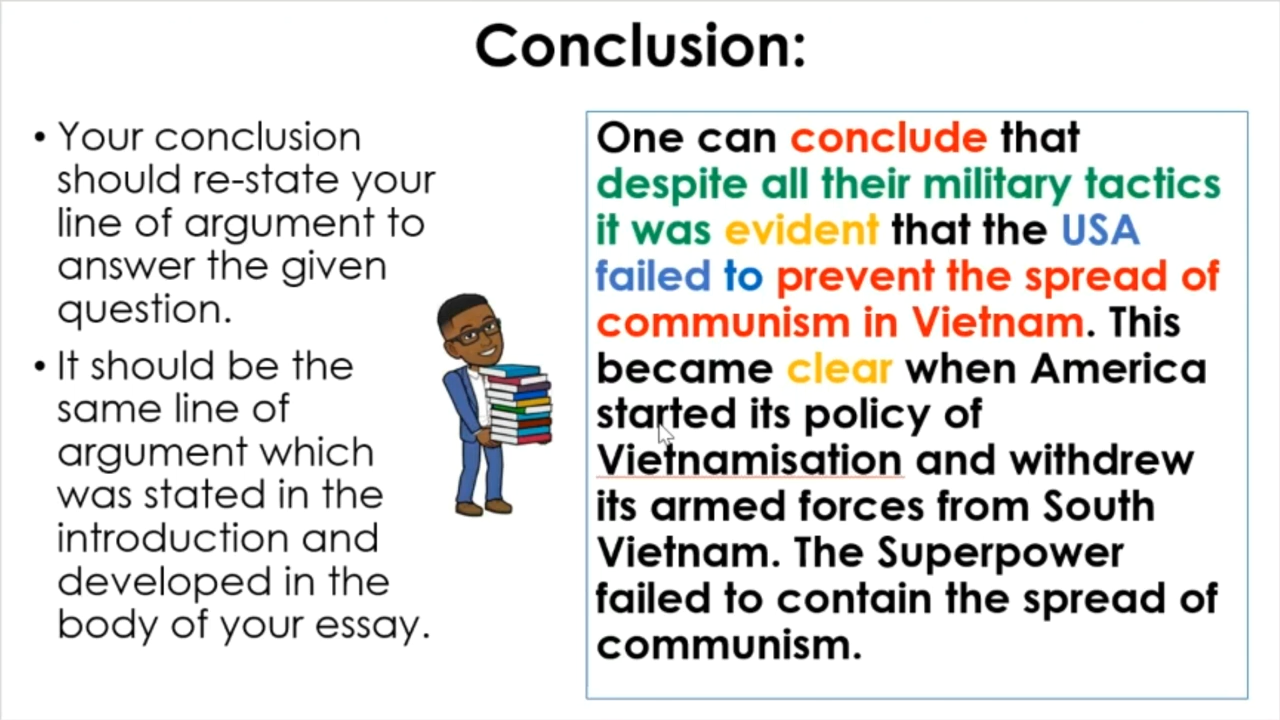 Conclusion:
• Your conclusion
should re-state your
line of argument to
answer the given
question.
• It should be the
same line of
argument which
was stated in the
introduction and
developed in the
body of your essay.
One can conclude that
despite all their military tactics
it was evident that the USA
failed to prevent the spread of
communism in Vietnam. This
became clear when America
started its policy of
Vietnamisation and withdrew
its armed forces from South
Vietnam. The Superpower
failed to contain the spread of
communism.